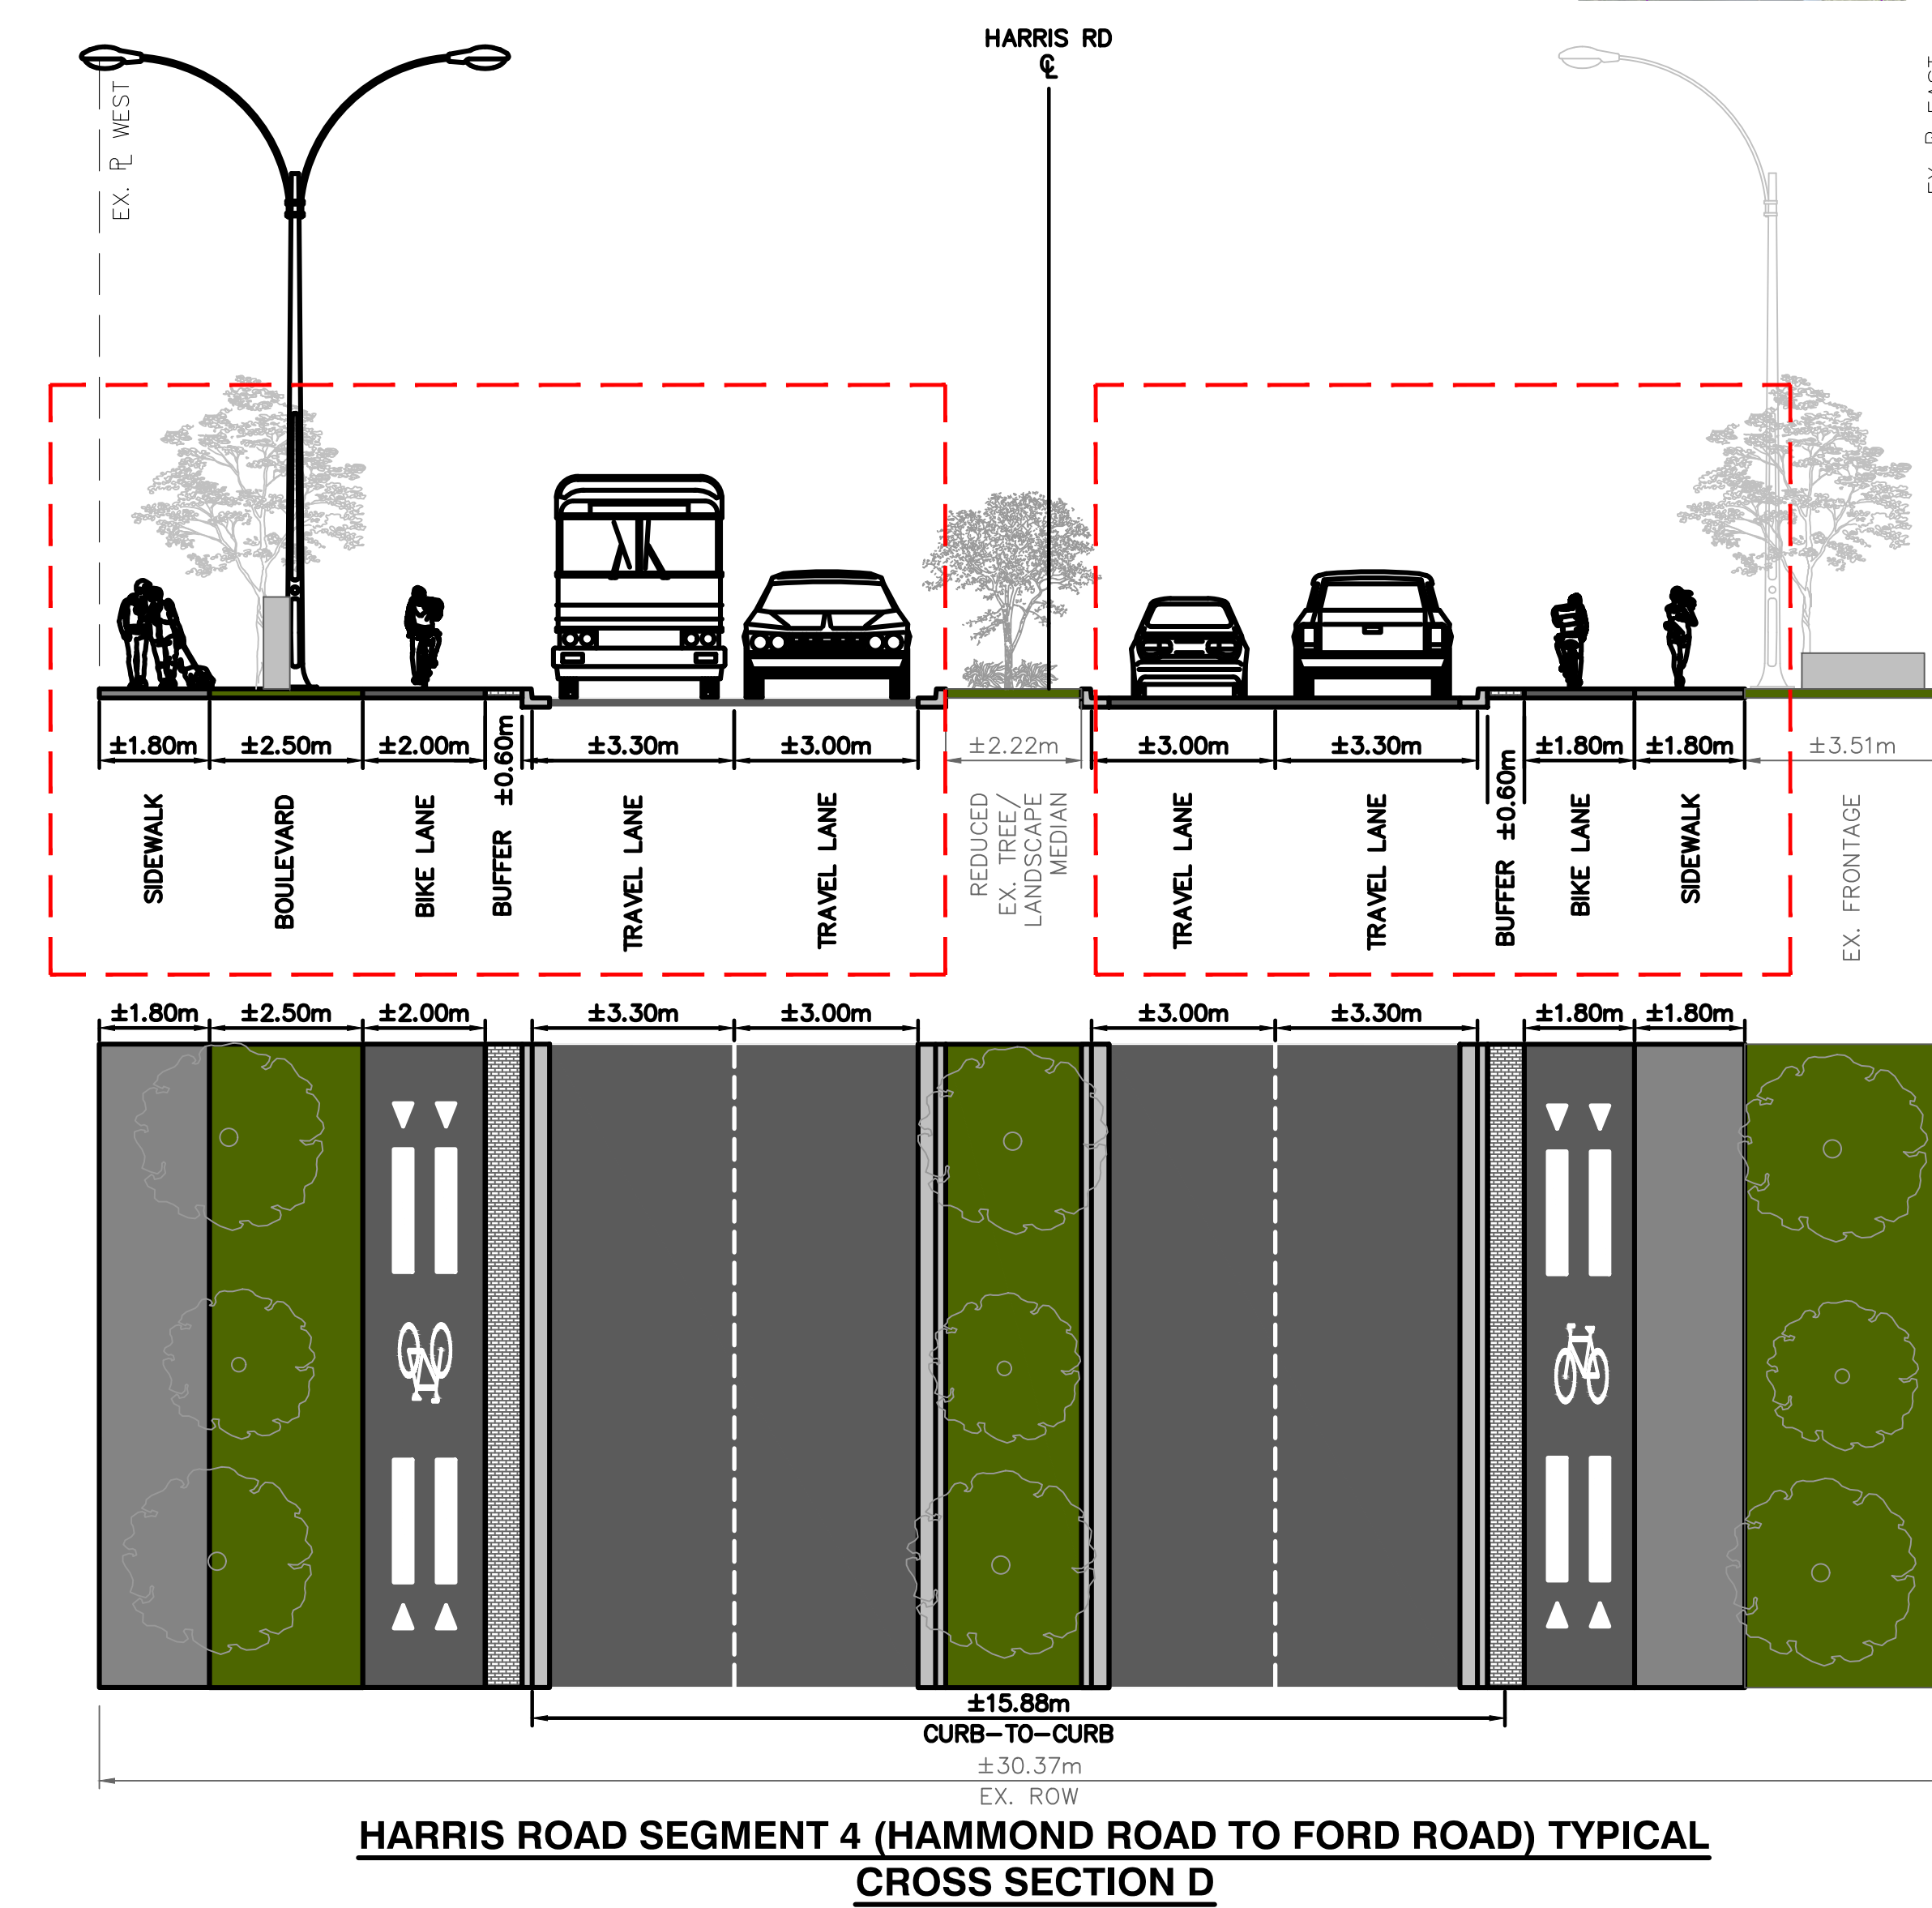 HARRIS RD
CL
EX. PL WEST
±1.80m
±2.50m
±2.00m
±0.60m
±3.30m
±3.00m
±2.22m
±3.00m
±3.30m
±0.60m
±1.80m
±1.80m
±3.51m
SIDEWALK
BOULEVARD
BIKE LANE
BUFFER
TRAVEL LANE
TRAVEL LANE
REDUCED
EX. TREE/
LANDSCAPE
MEDIAN
TRAVEL LANE
TRAVEL LANE
BUFFER
BIKE LANE
SIDEWALK
EX. FRONTAGE
±1.80m
±2.50m
±2.00m
±3.30m
±3.00m
±3.00m
±3.30m
±1.80m
±1.80m
±15.88m
CURB-TO-CURB
±30.37m
EX. ROW
HARRIS ROAD SEGMENT 4 (HAMMOND ROAD TO FORD ROAD) TYPICAL
CROSS SECTION D